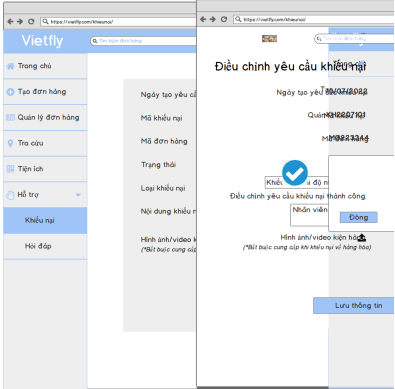 https://vietfly.com/khieunai/
Vietfly
Tìm kiếm đơn hàng
Trang chủ
Tạo đơn hàng
Quản lý đơn hàng
Tra cứu
Tiện ích
Hỗ trợ
Khiếu nại
Hỏi đáp
Ngày tạo yêu cầ
Mã khiếu nại
Mã đơn hàng
Trạng thái
Loại khiếu nại
Nội dung khiếu n
Hình ảnh/video k
(*Bắt buộc cung cấp
https://vietfly.com/khieunai/
Điều chỉnh yêu cầu khiếu nại
Ngày tạo yêu
Điều chỉnh yêu cầu khiếu nại thành công.
Nhân viên
Đóng
Hình ảnh/video kiện hàng
(*Bắt buộc cung cấp khi khiếu nại về hàng hóa)
Lưu thông tin